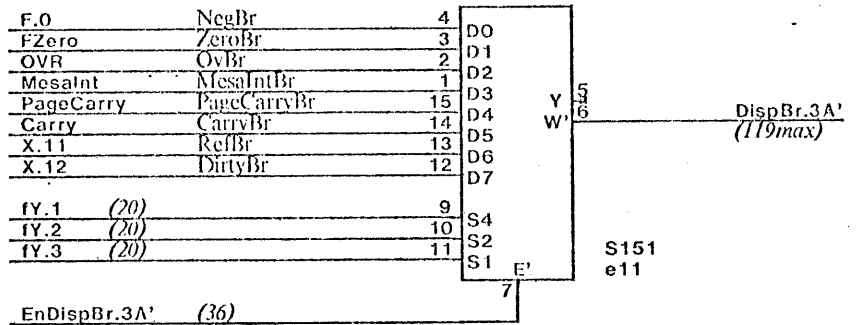 F.0 NegBr 4 D0
FZero ZeroBr 3 D1
OVR OvBr 2 D2
MesaInt MesaIntBr 1 D3
PageCarry PageCarryBr 15 D4
Carry CarryBr 14 D5
X.11 RefBr 13 D6
X.12 DirtyBr 12 D7
Y 5
W' 6 DispBr.3A'
(119max)
fY.1 (20) 9 S4
fY.2 (20) 10 S2
fY.3 (20) 11 S1
S151
e11
E'
7
EnDispBr.3A' (36)